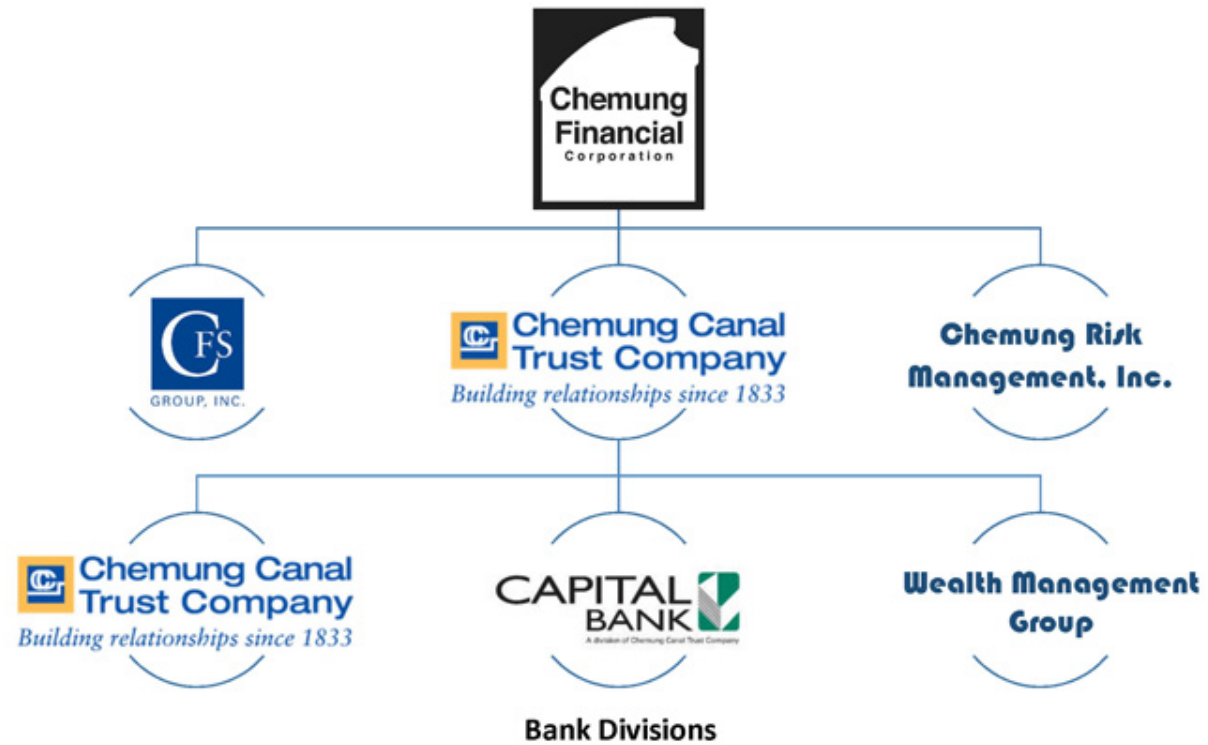 Chemung
Financial
Corporation
CFS
GROUP, INC.
Chemung Canal
Trust Company
Building relationships since 1833
Chemung Risk
Management, Inc.
Chemung Canal
Trust Company
Building relationships since 1833
CAPITAL
BANK
A division of Chemung Canal Trust Company
Wealth Management
Group
Bank Divisions